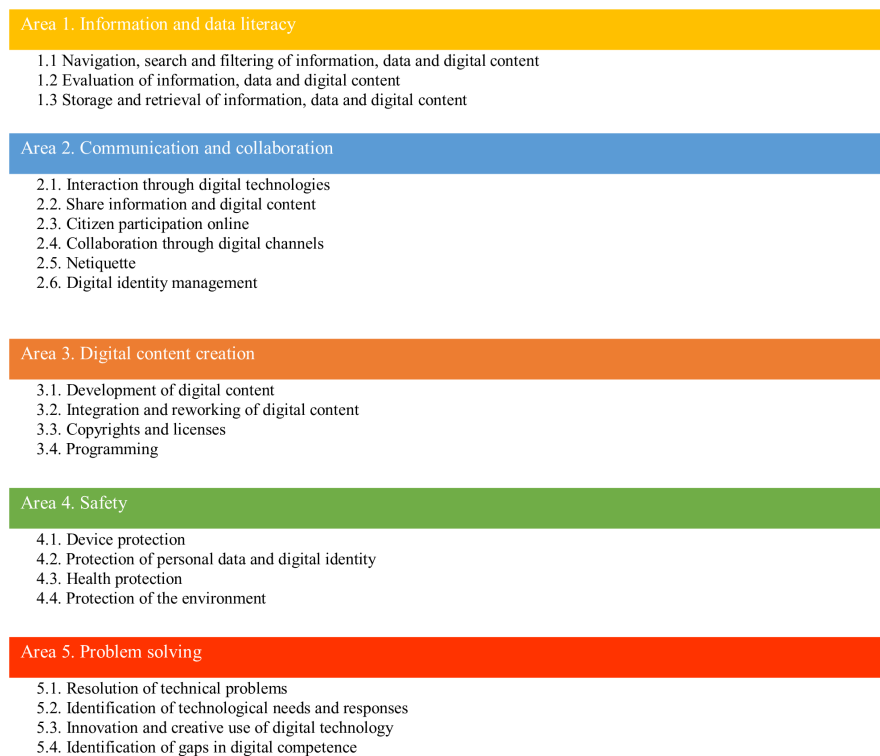 Area 1. Information and data literacy
1.1 Navigation, search and filtering of information, data and digital content
1.2 Evaluation of information, data and digital content
1.3 Storage and retrieval of information, data and digital content
Area 2. Communication and collaboration
2.1. Interaction through digital technologies
2.2. Share information and digital content
2.3. Citizen participation online
2.4. Collaboration through digital channels
2.5. Netiquette
2.6. Digital identity management
Area 3. Digital content creation
3.1. Development of digital content
3.2. Integration and reworking of digital content
3.3. Copyrights and licenses
3.4. Programming
Area 4. Safety
4.1. Device protection
4.2. Protection of personal data and digital identity
4.3. Health protection
4.4. Protection of the environment
Area 5. Problem solving
5.1. Resolution of technical problems
5.2. Identification of technological needs and responses
5.3. Innovation and creative use of digital technology
5.4. Identification of gaps in digital competence